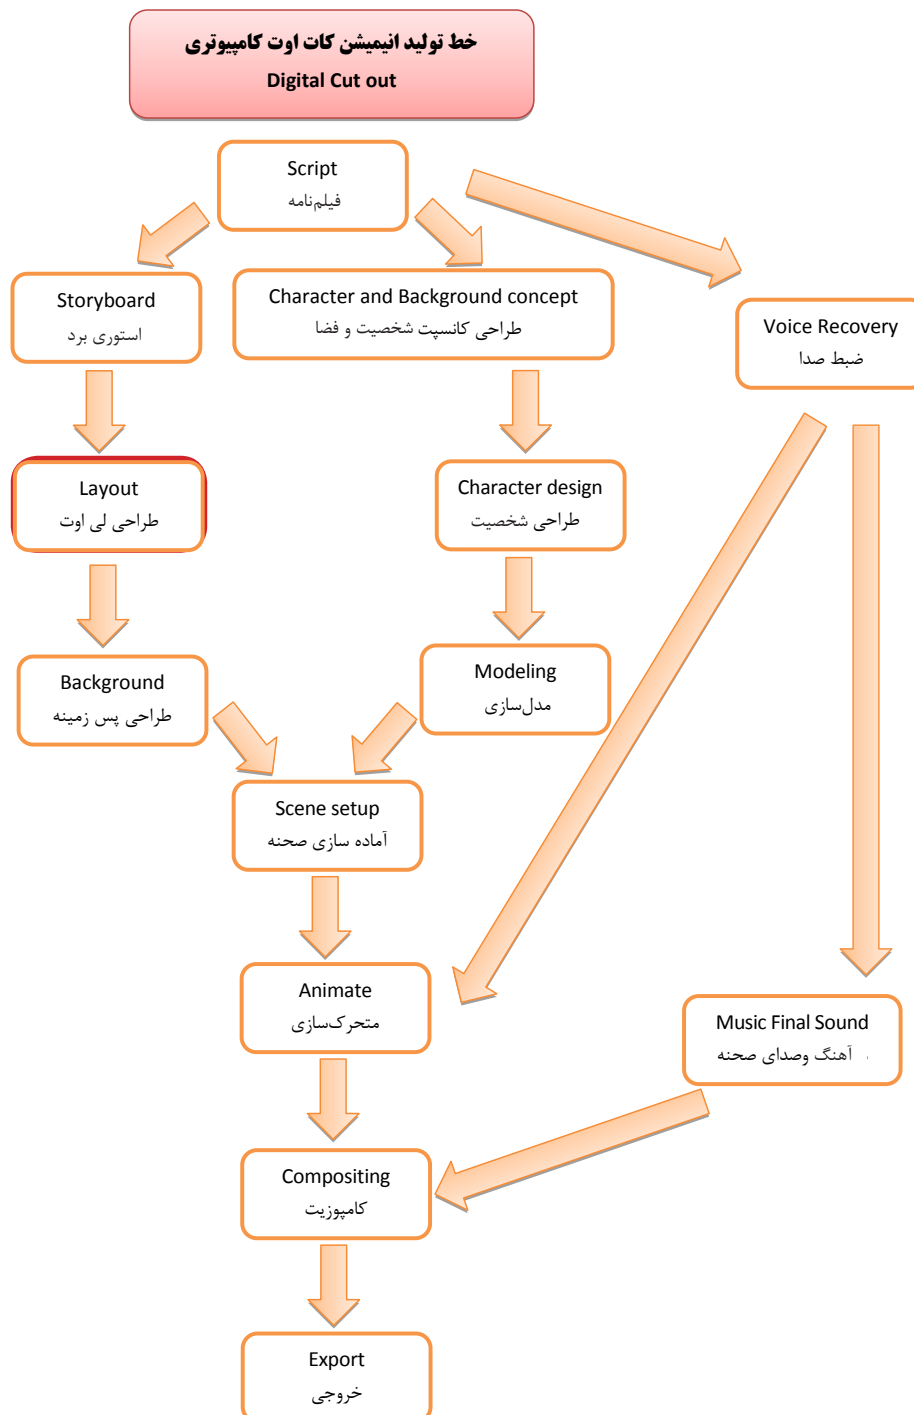 خط تولید انیمیشن کات اوت کامپیوتری
Digital Cut out
Script
فیلم‌نامه
Storyboard
استوری برد
Character and Background concept
طراحی کانسپت شخصیت و فضا
Voice Recovery
ضبط صدا
Layout
طراحی لی اوت
Character design
طراحی شخصیت
Background
طراحی پس زمینه
Modeling
مدل‌سازی
Scene setup
آماده سازی صحنه
Animate
متحرک‌سازی
Music Final Sound
آهنگ وصدای صحنه
Compositing
کامپوزیت
Export
خروجی